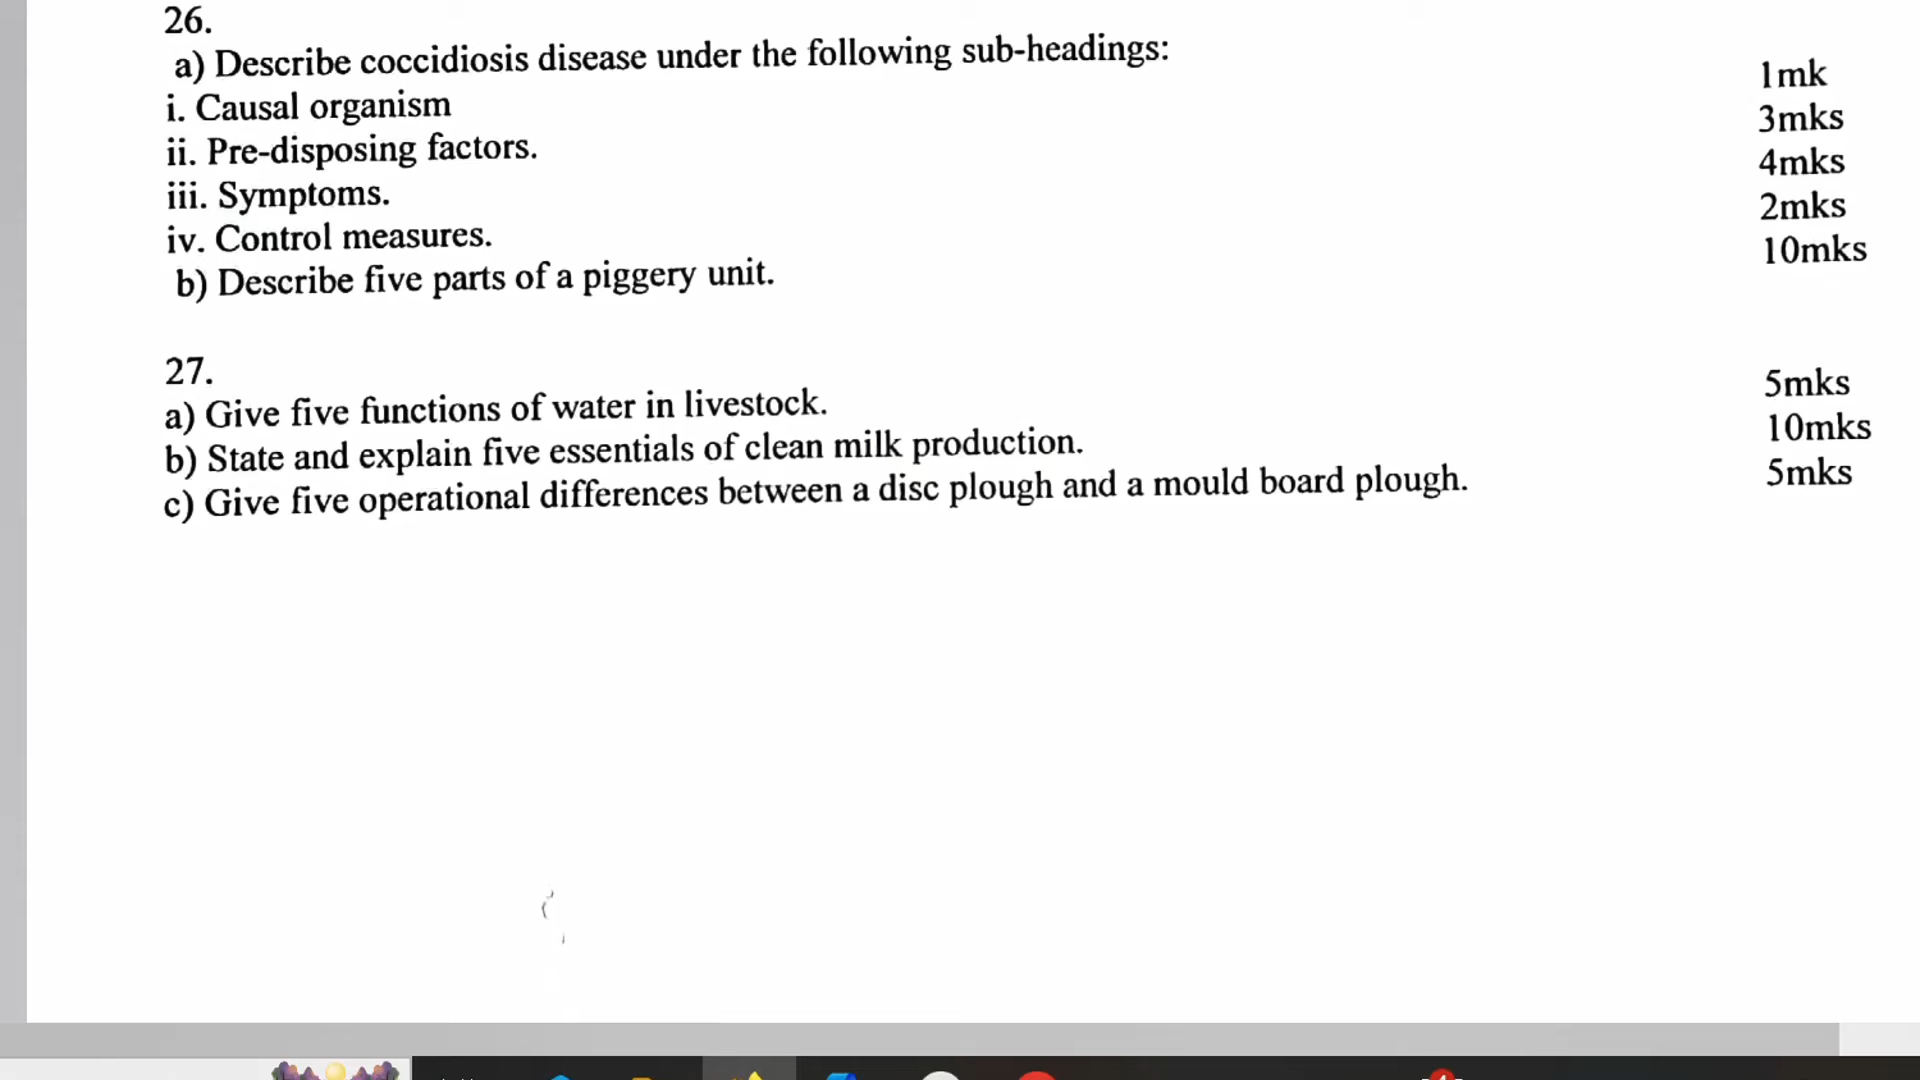 26.
a) Describe coccidiosis disease under the following sub-headings:
i. Causal organism 1mk
ii. Pre-disposing factors. 3mks
iii. Symptoms. 4mks
iv. Control measures. 2mks
b) Describe five parts of a piggery unit. 10mks
27.
a) Give five functions of water in livestock. 5mks
b) State and explain five essentials of clean milk production. 10mks
c) Give five operational differences between a disc plough and a mould board plough. 5mks